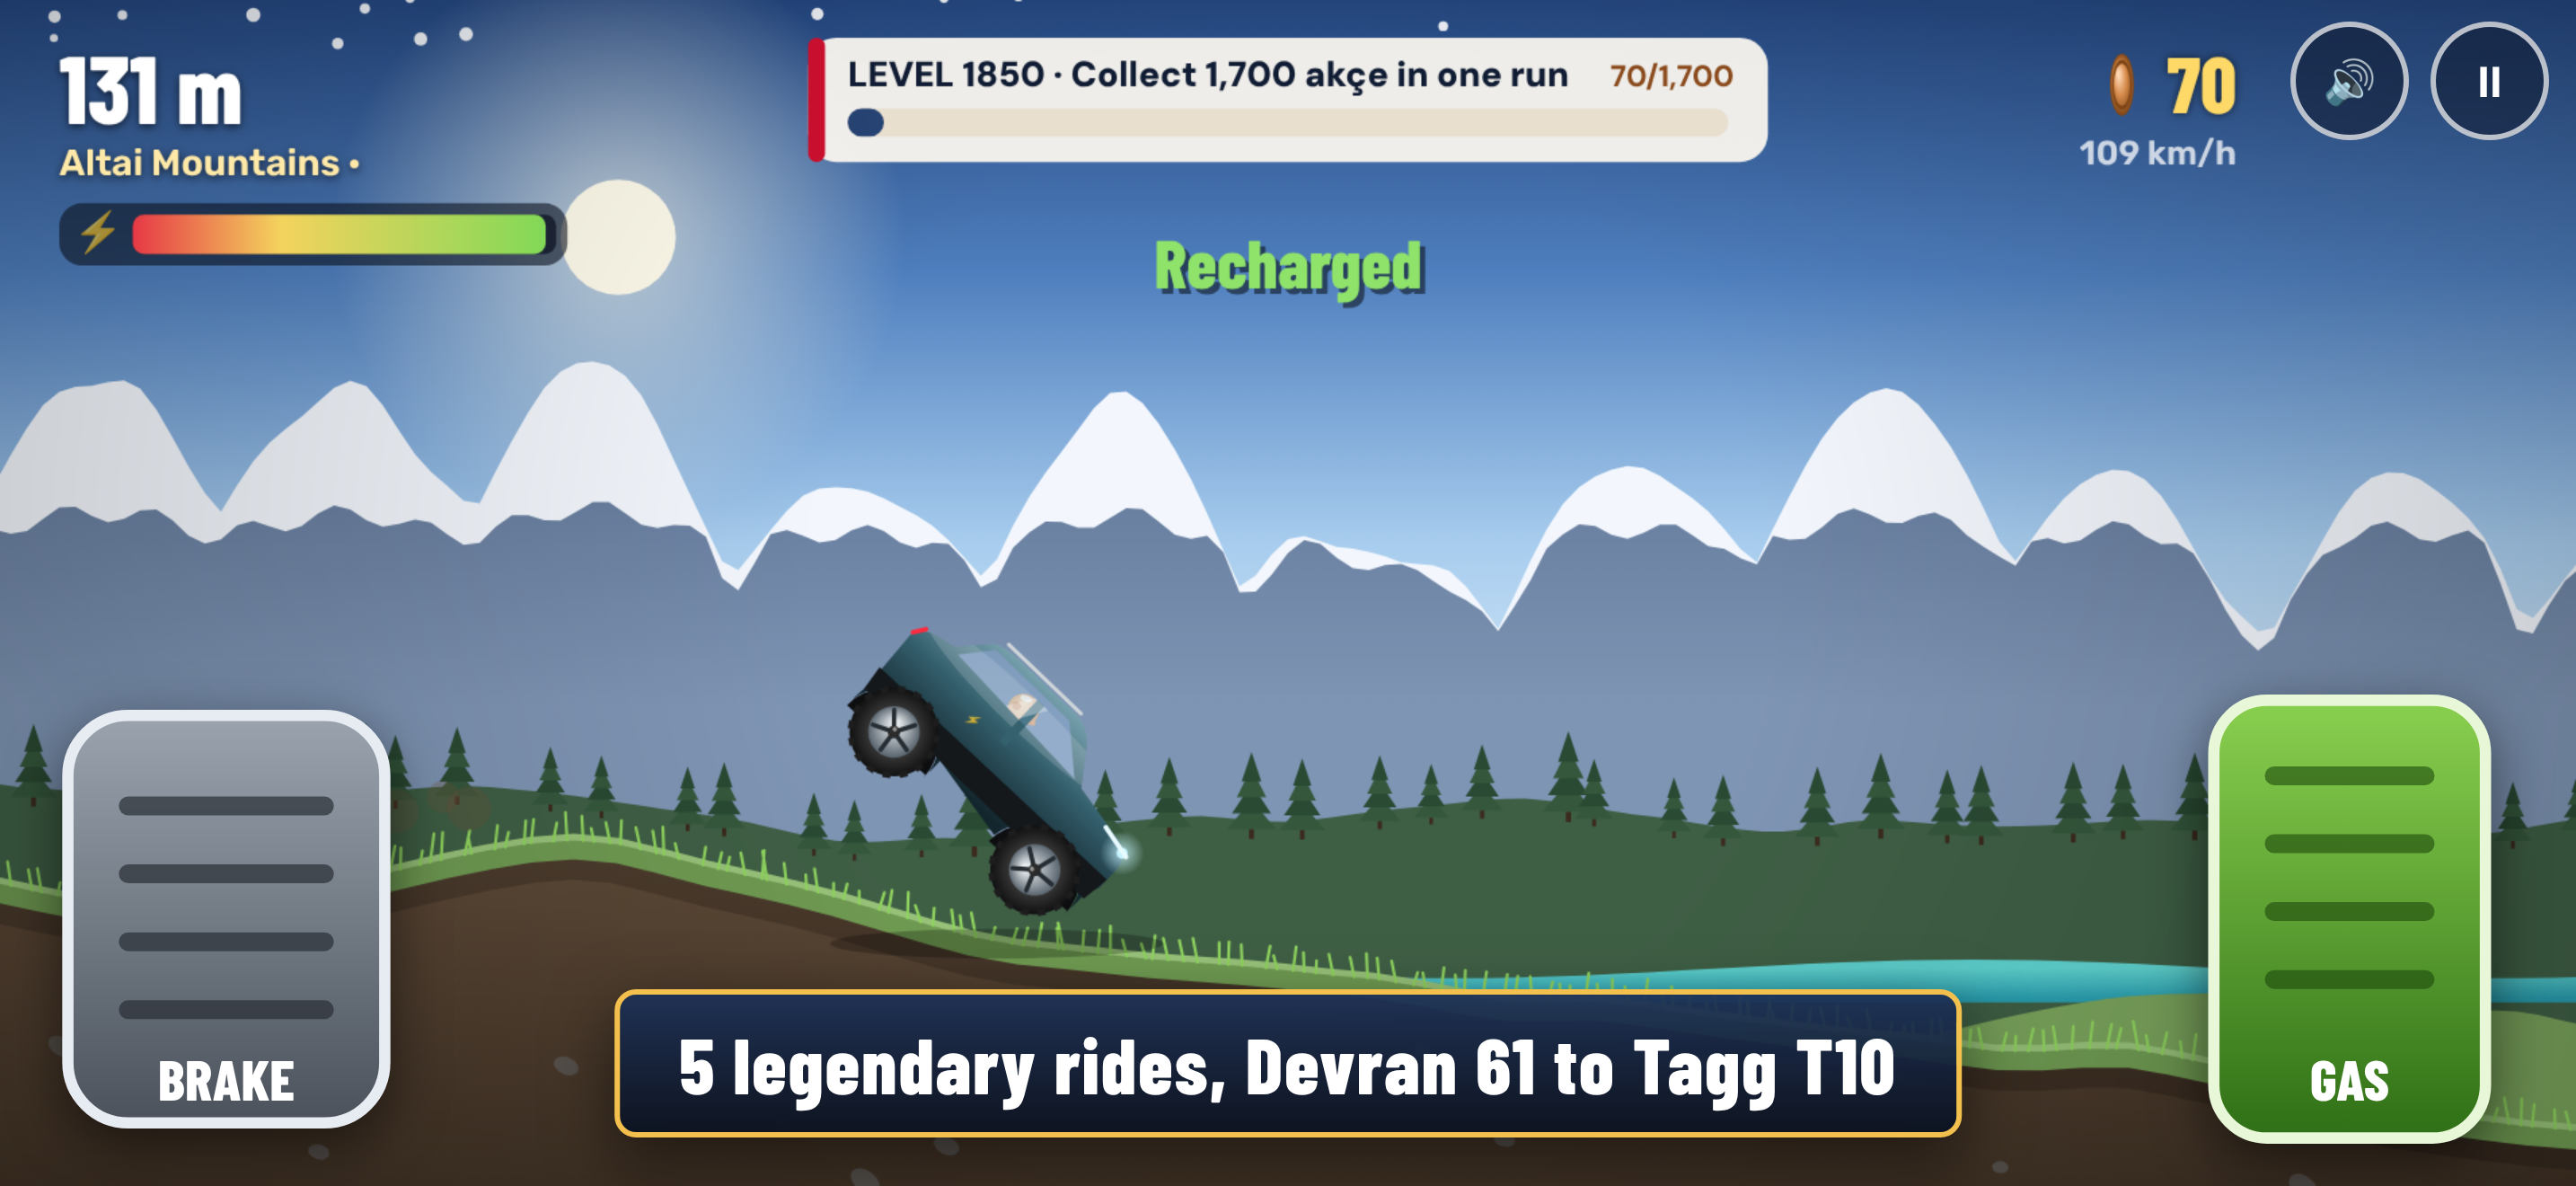 131 m
Altai Mountains •
LEVEL 1850 · Collect 1,700 akçe in one run 70/1,700
70
109 km/h
Recharged
BRAKE
GAS
5 legendary rides, Devran 61 to Tagg T10